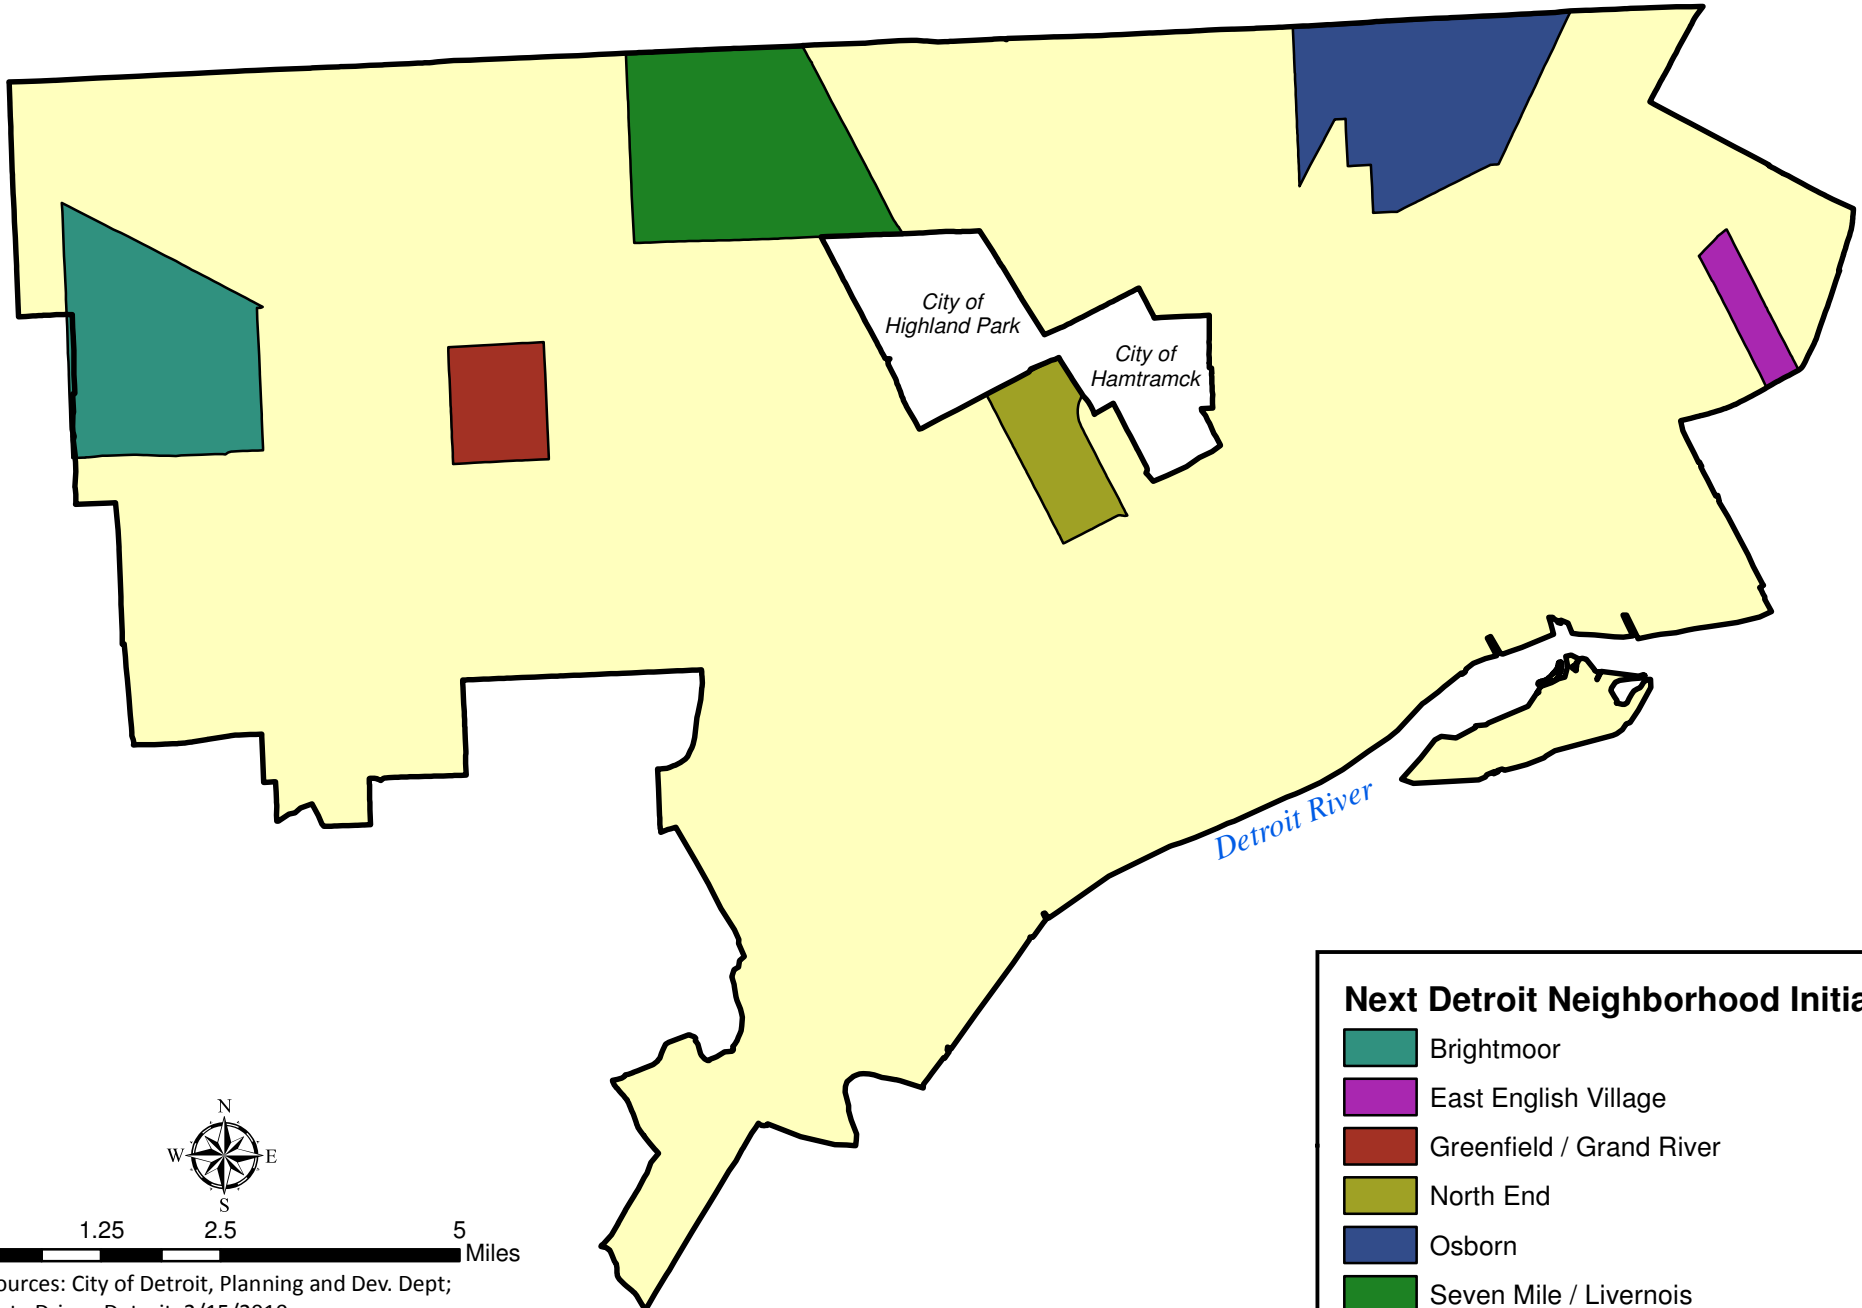 City of
Highland Park
City of
Hamtramck
Detroit River
Next Detroit Neighborhood
Brightmoor
East English Village
Greenfield / Grand River
North End
Osborn
Seven Mile / Livernois
N
W E
S
1.25 2.5 5
Miles
City of Detroit, Planning and Dev. Dept;
Detroit